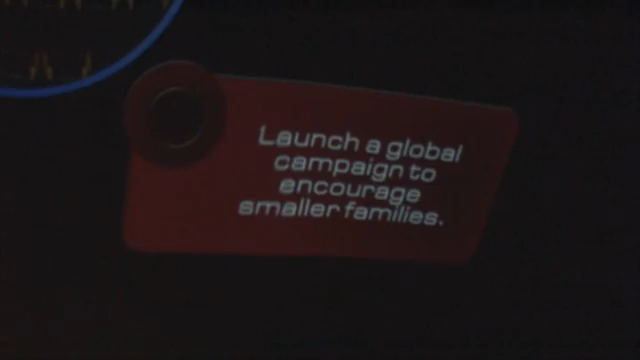 Launch a global
campaign to
encourage
smaller families.